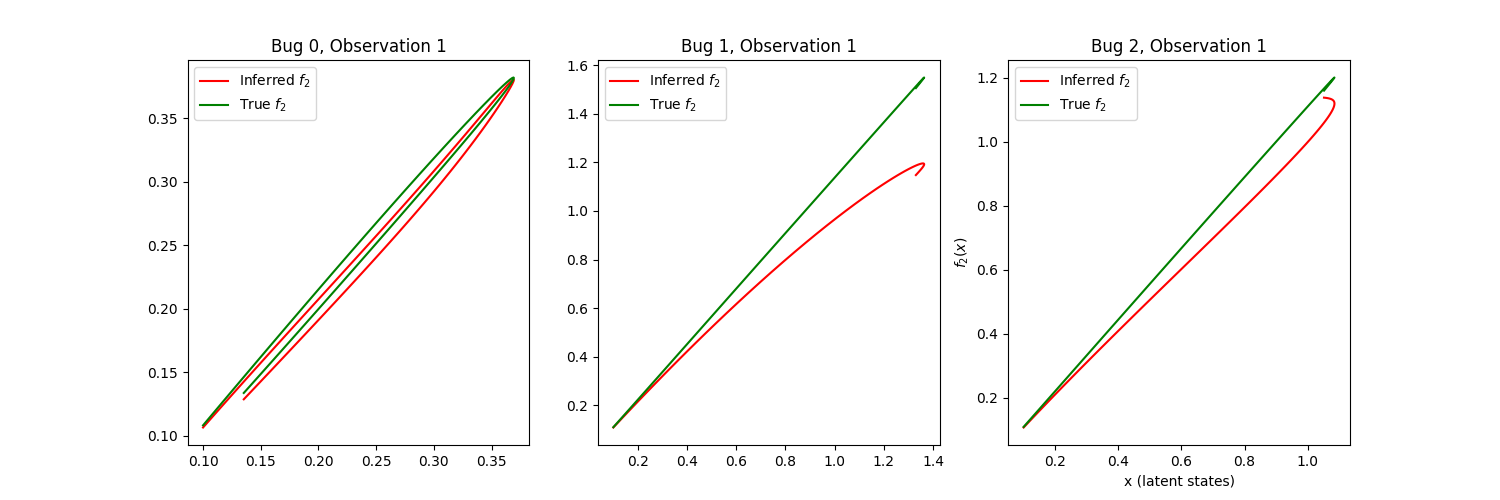 Bug 0, Observation 1
Inferred f₂
True f₂
0.35
0.30
0.25
0.20
0.15
0.10
0.10 0.15 0.20 0.25 0.30 0.35
Bug 1, Observation 1
Inferred f₂
True f₂
1.6
1.4
1.2
1.0
0.8
0.6
0.4
0.2
0.2 0.4 0.6 0.8 1.0 1.2 1.4
Bug 2, Observation 1
Inferred f₂
True f₂
f₂(x)
1.2
1.0
0.8
0.6
0.4
0.2
0.2 0.4 0.6 0.8 1.0
x (latent states)